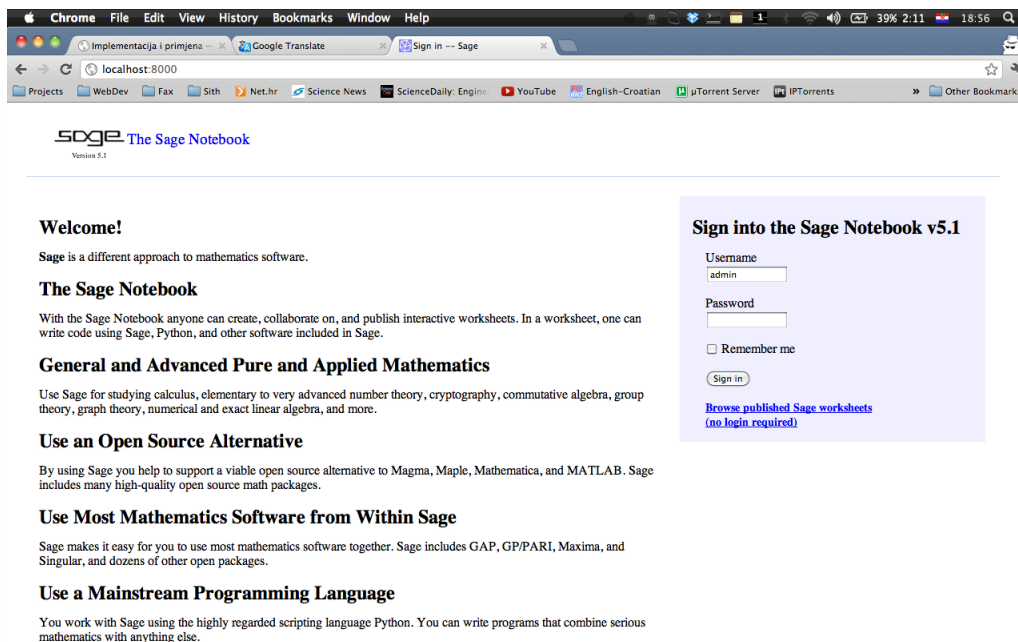 Chrome File Edit View History Bookmarks Window Help 1 39% 2:11 18:56
Implementacija i primjena – Google Translate Sign in -- Sage
localhost:8000
Projects WebDev Fax Sith Net.hr Science News ScienceDaily: Engine YouTube English-Croatian µTorrent Server IPTorrents » Other Bookmark
sage The Sage Notebook
Version 5.1
Welcome!
Sage is a different approach to mathematics software.
The Sage Notebook
With the Sage Notebook anyone can create, collaborate on, and publish interactive worksheets. In a worksheet, one can
write code using Sage, Python, and other software included in Sage.
General and Advanced Pure and Applied Mathematics
Use Sage for studying calculus, elementary to very advanced number theory, cryptography, commutative algebra, group
theory, graph theory, numerical and exact linear algebra, and more.
Use an Open Source Alternative
By using Sage you help to support a viable open source alternative to Magma, Maple, Mathematica, and MATLAB. Sage
includes many high-quality open source math packages.
Use Most Mathematics Software from Within Sage
Sage makes it easy for you to use most mathematics software together. Sage includes GAP, GP/PARI, Maxima, and
Singular, and dozens of other open packages.
Use a Mainstream Programming Language
You work with Sage using the highly regarded scripting language Python. You can write programs that combine serious
mathematics with anything else.
Sign into the Sage Notebook v5.1
Username
admin
Password
Remember me
Sign in
Browse published Sage worksheets
(no login required)